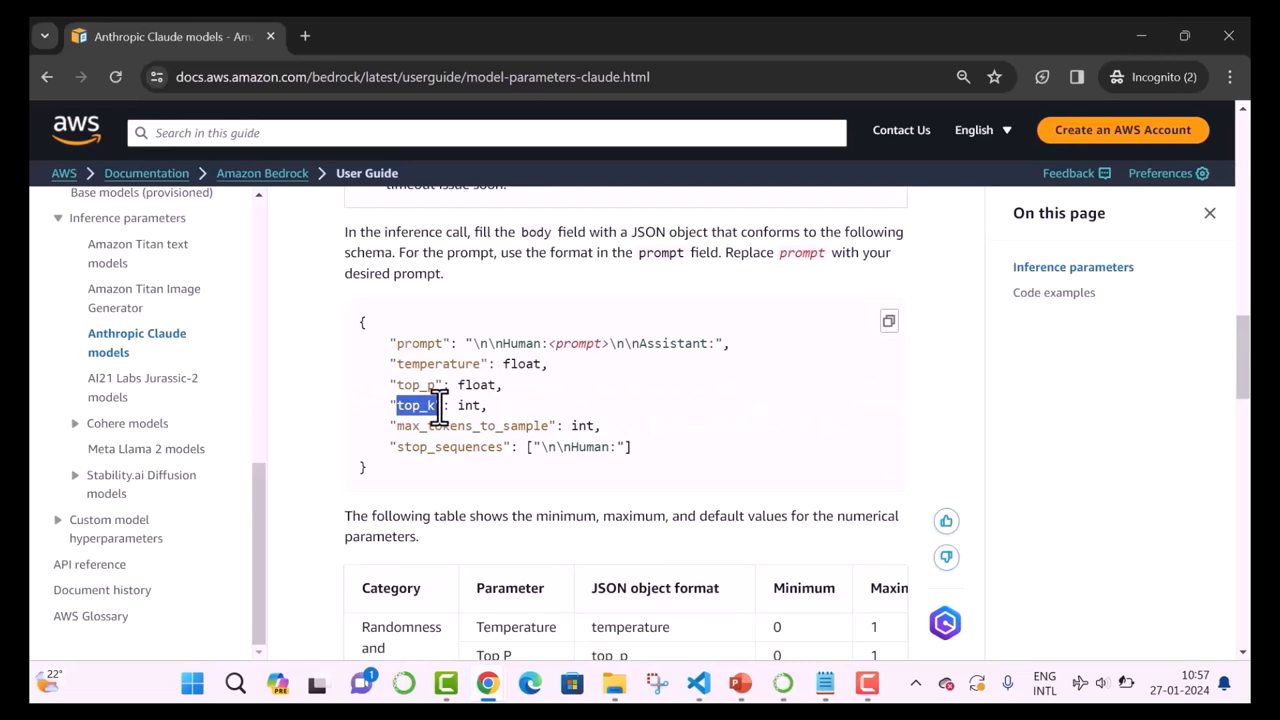 Anthropic Claude models - Am
docs.aws.amazon.com/bedrock/latest/userguide/model-parameters-claude.html
Incognito (2)
aws
Search in this guide
Contact Us
English
Create an AWS Account
AWS
Documentation
Amazon Bedrock
User Guide
Feedback
Preferences
Base models (provisioned)
Inference parameters
Amazon Titan text
models
Amazon Titan Image
Generator
Anthropic Claude
models
AI21 Labs Jurassic-2
models
Cohere models
Meta Llama 2 models
Stability.ai Diffusion
models
Custom model
hyperparameters
API reference
Document history
AWS Glossary
timeout issue soon.
In the inference call, fill the body field with a JSON object that conforms to the following
schema. For the prompt, use the format in the prompt field. Replace prompt with your
desired prompt.
{
"prompt": "\n\nHuman:<prompt>\n\nAssistant:",
"temperature": float,
"top_p": float,
"top_k": int,
"max_tokens_to_sample": int,
"stop_sequences": ["\n\nHuman:"]
}
The following table shows the minimum, maximum, and default values for the numerical
parameters.
Category
Parameter
JSON object format
Minimum
Maxin
Randomness
and
Temperature
temperature
0
1
Top P
top_p
0
1
On this page
Inference parameters
Code examples
22°
PRE
1
ENG
INTL
10:57
27-01-2024